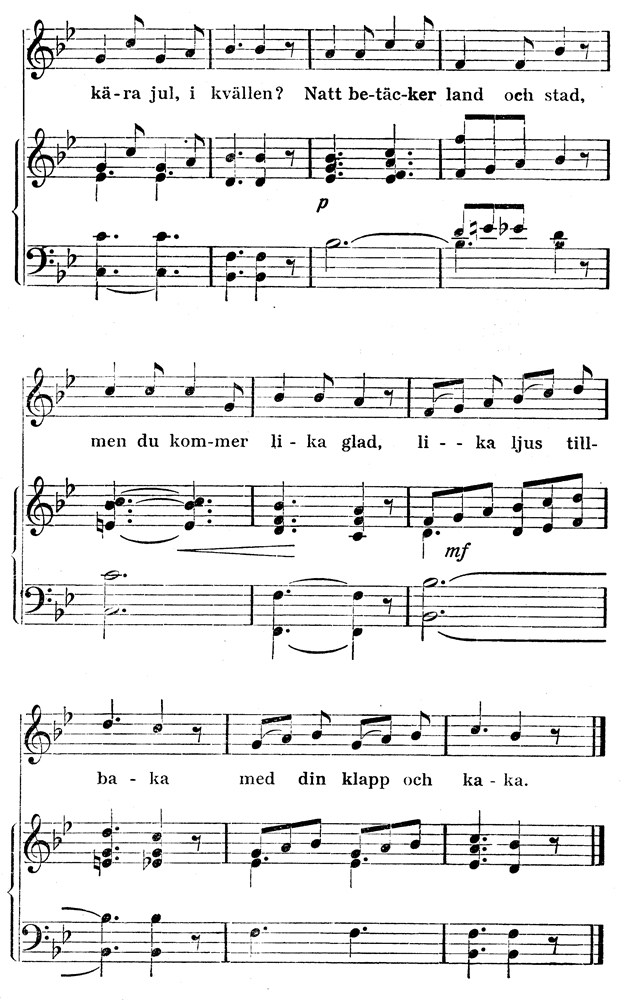 kä-ra jul, i kvällen? Natt be-täc-ker land och stad,
p
men du kom-mer li - ka glad, li - - ka ljus till-
mf
ba - ka med din klapp och ka - ka.